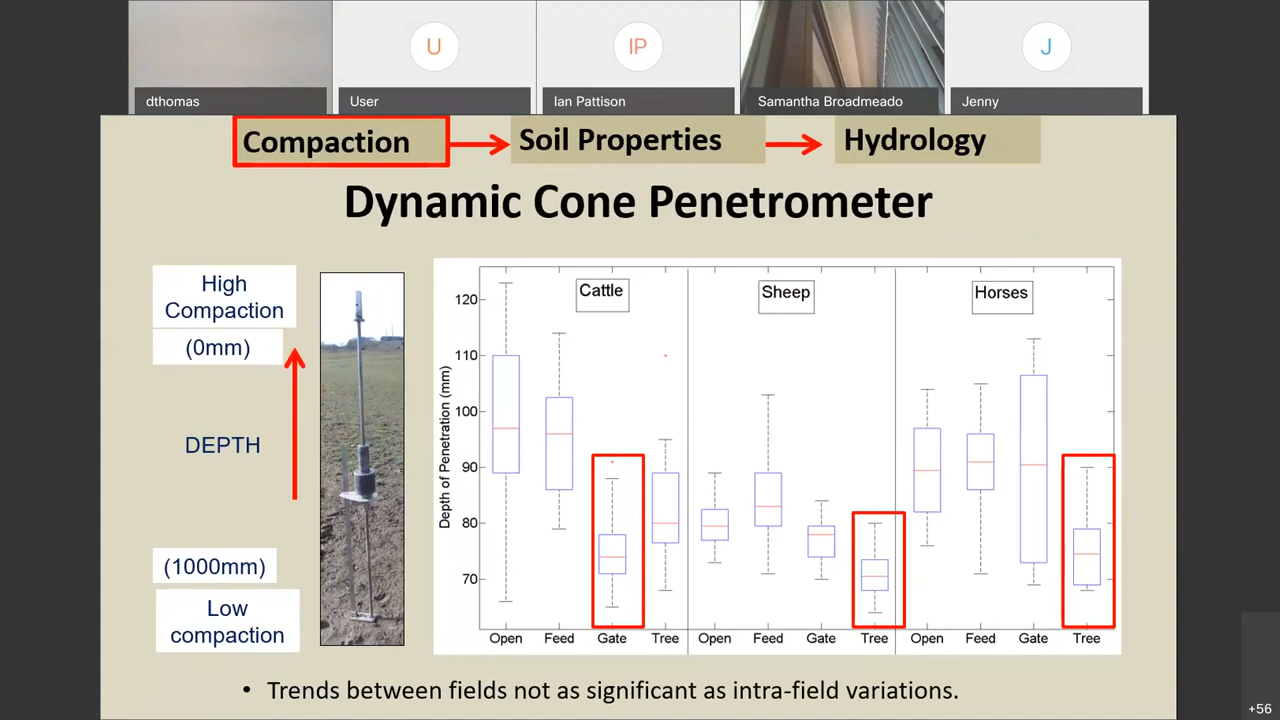 U
IP
J
dthomas
User
Ian Pattison
Samantha Broadmeado
Jenny
Compaction
Soil Properties
Hydrology
Dynamic Cone Penetrometer
High
Compaction
(0mm)
DEPTH
(1000mm)
Low
compaction
Depth of Penetration (mm)
120
110
100
90
80
70
Cattle
Sheep
Horses
Open Feed Gate Tree Open Feed Gate Tree Open Feed Gate Tree
• Trends between fields not as significant as intra-field variations.
+56